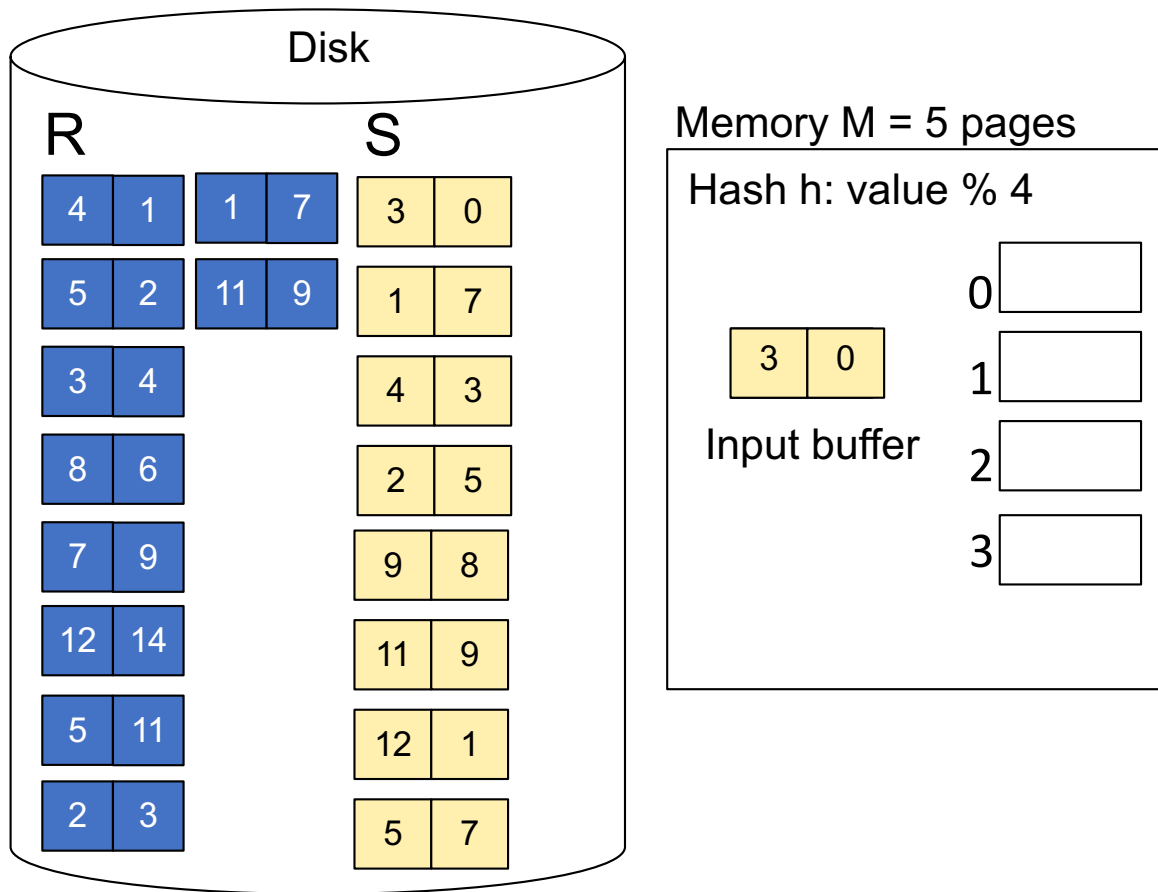 Disk
R S
4 1 1 7 3 0
5 2 11 9 1 7
3 4 4 3
8 6 2 5
7 9 9 8
12 14 11 9
5 11 12 1
2 3 5 7
Memory M = 5 pages
Hash h: value % 4
0
3 0 1
Input buffer 2
3